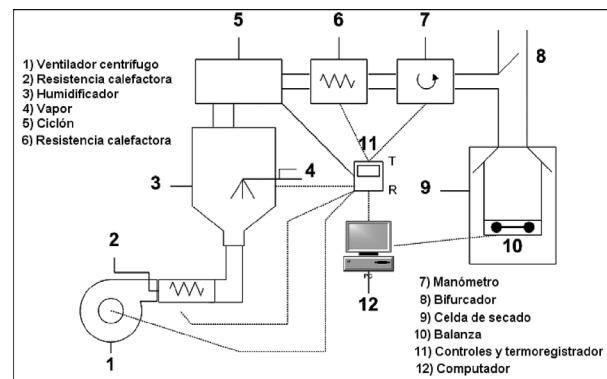 5
6
7
8
1) Ventilador centrífugo
2) Resistencia calefactora
3) Humidificador
4) Vapor
5) Ciclón
6) Resistencia calefactora
11
T
R
4
3
9
10
2
PC
12
1
7) Manómetro
8) Bifurcador
9) Celda de secado
10) Balanza
11) Controles y termoregistrador
12) Computador